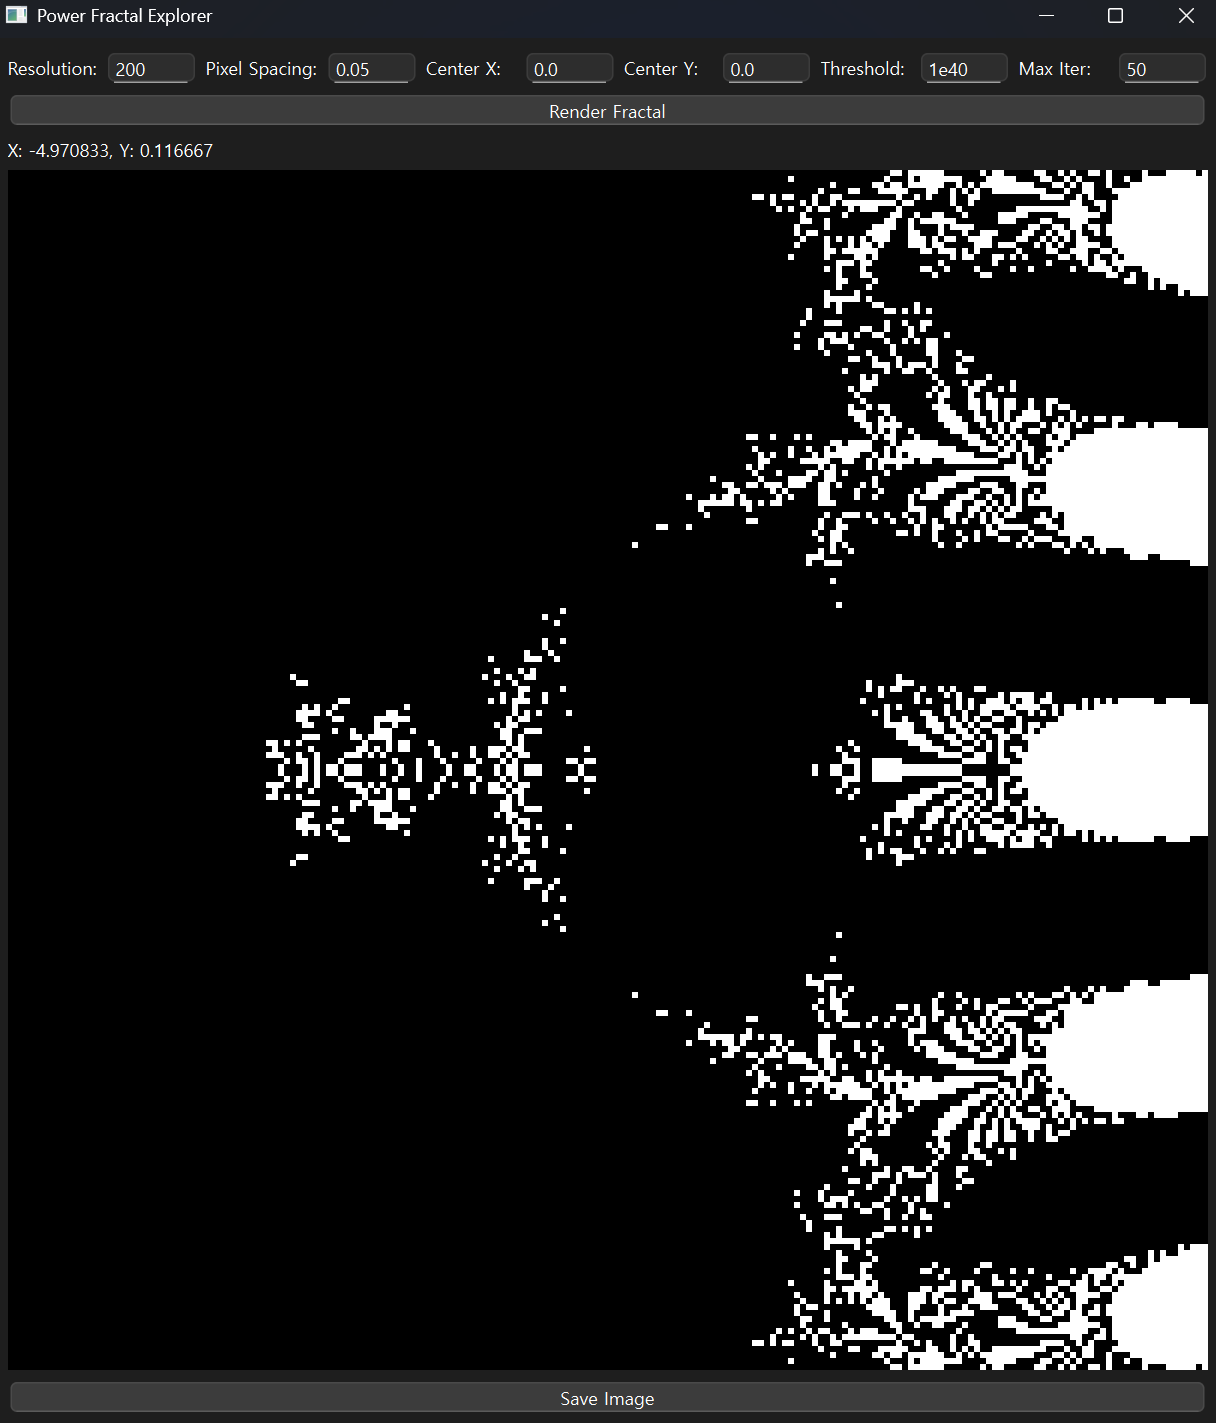 Power Fractal Explorer
Resolution: 200 Pixel Spacing: 0.05 Center X: 0.0 Center Y: 0.0 Threshold: 1e40 Max Iter: 50
Render Fractal
X: -4.970833, Y: 0.116667
Save Image